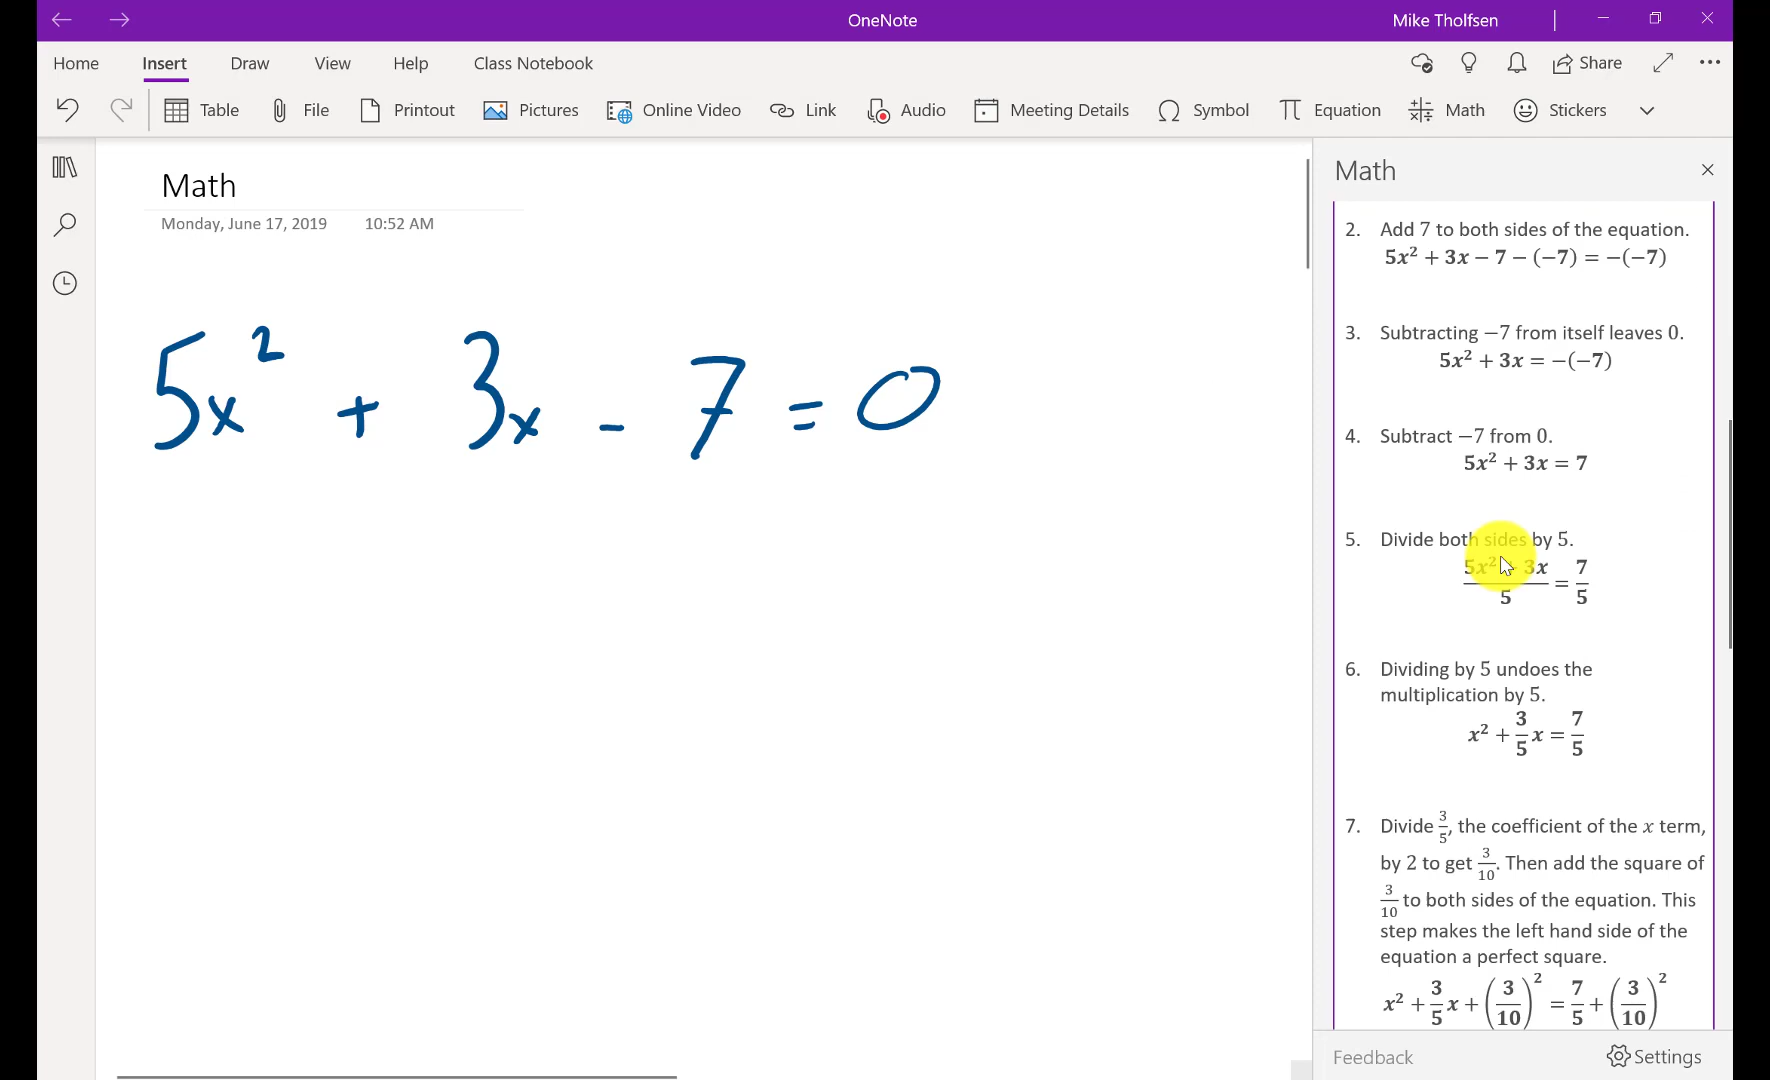 OneNote
Mike Tholfsen
Home Insert Draw View Help Class Notebook
Share
Table File Printout Pictures Online Video Link Audio Meeting Details Symbol Equation Math Stickers
Math
Monday, June 17, 2019 10:52 AM
5x² + 3x - 7 = 0
Math
2. Add 7 to both sides of the equation.
5x² + 3x − 7 − (−7) = −(−7)
3. Subtracting −7 from itself leaves 0.
5x² + 3x = −(−7)
4. Subtract −7 from 0.
5x² + 3x = 7
5. Divide both sides by 5.
(5x² + 3x)/5 = 7/5
6. Dividing by 5 undoes the
multiplication by 5.
x² + 3/5 x = 7/5
7. Divide 3/5, the coefficient of the x term,
by 2 to get 3/10. Then add the square of
3/10 to both sides of the equation. This
step makes the left hand side of the
equation a perfect square.
x² + 3/5 x + (3/10)² = 7/5 + (3/10)²
Feedback Settings